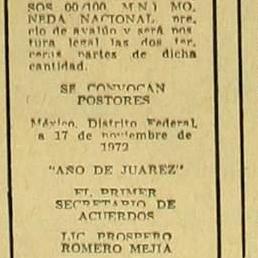 SOS 00/100 M.N.) MO-
NEDA NACIONAL, pre-
cio de avalúo y será pos-
tura legal las dos ter-
ceras partes de dicha
cantidad.
SE CONVOCAN
POSTORES
México, Distrito Federal,
a 17 de noviembre de
1972
"AÑO DE JUAREZ"
EL PRIMER
SECRETARIO DE
ACUERDOS
LIC. PROSPERO
ROMERO MEJIA